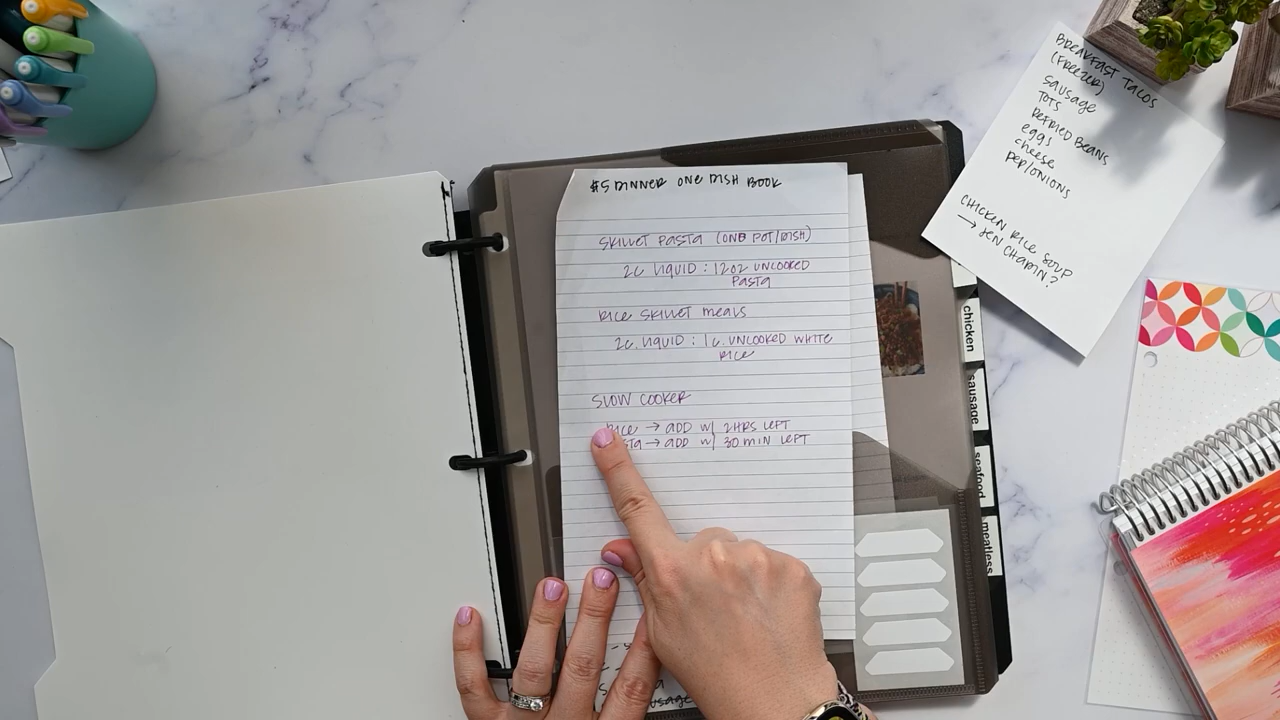 #5 DINNER ONE DISH BOOK
SKILLET PASTA (ONE POT/DISH)
2C LIQUID : 12OZ UNCOOKED
PASTA
RICE SKILLET MEALS
2C. LIQUID : 1C. UNCOOKED WHITE
RICE
SLOW COOKER
RICE → ADD W/ 2HRS LEFT
→ ADD W/ 30 MIN LEFT
BREAKFAST TACOS
(FREEZER)
SAUSAGE
TOTS
REFRIED BEANS
EGGS
CHEESE
PEP/ONIONS
CHICKEN RICE SOUP
→ JEN CHAPIN?
chicken
sausage
seafood
meatless